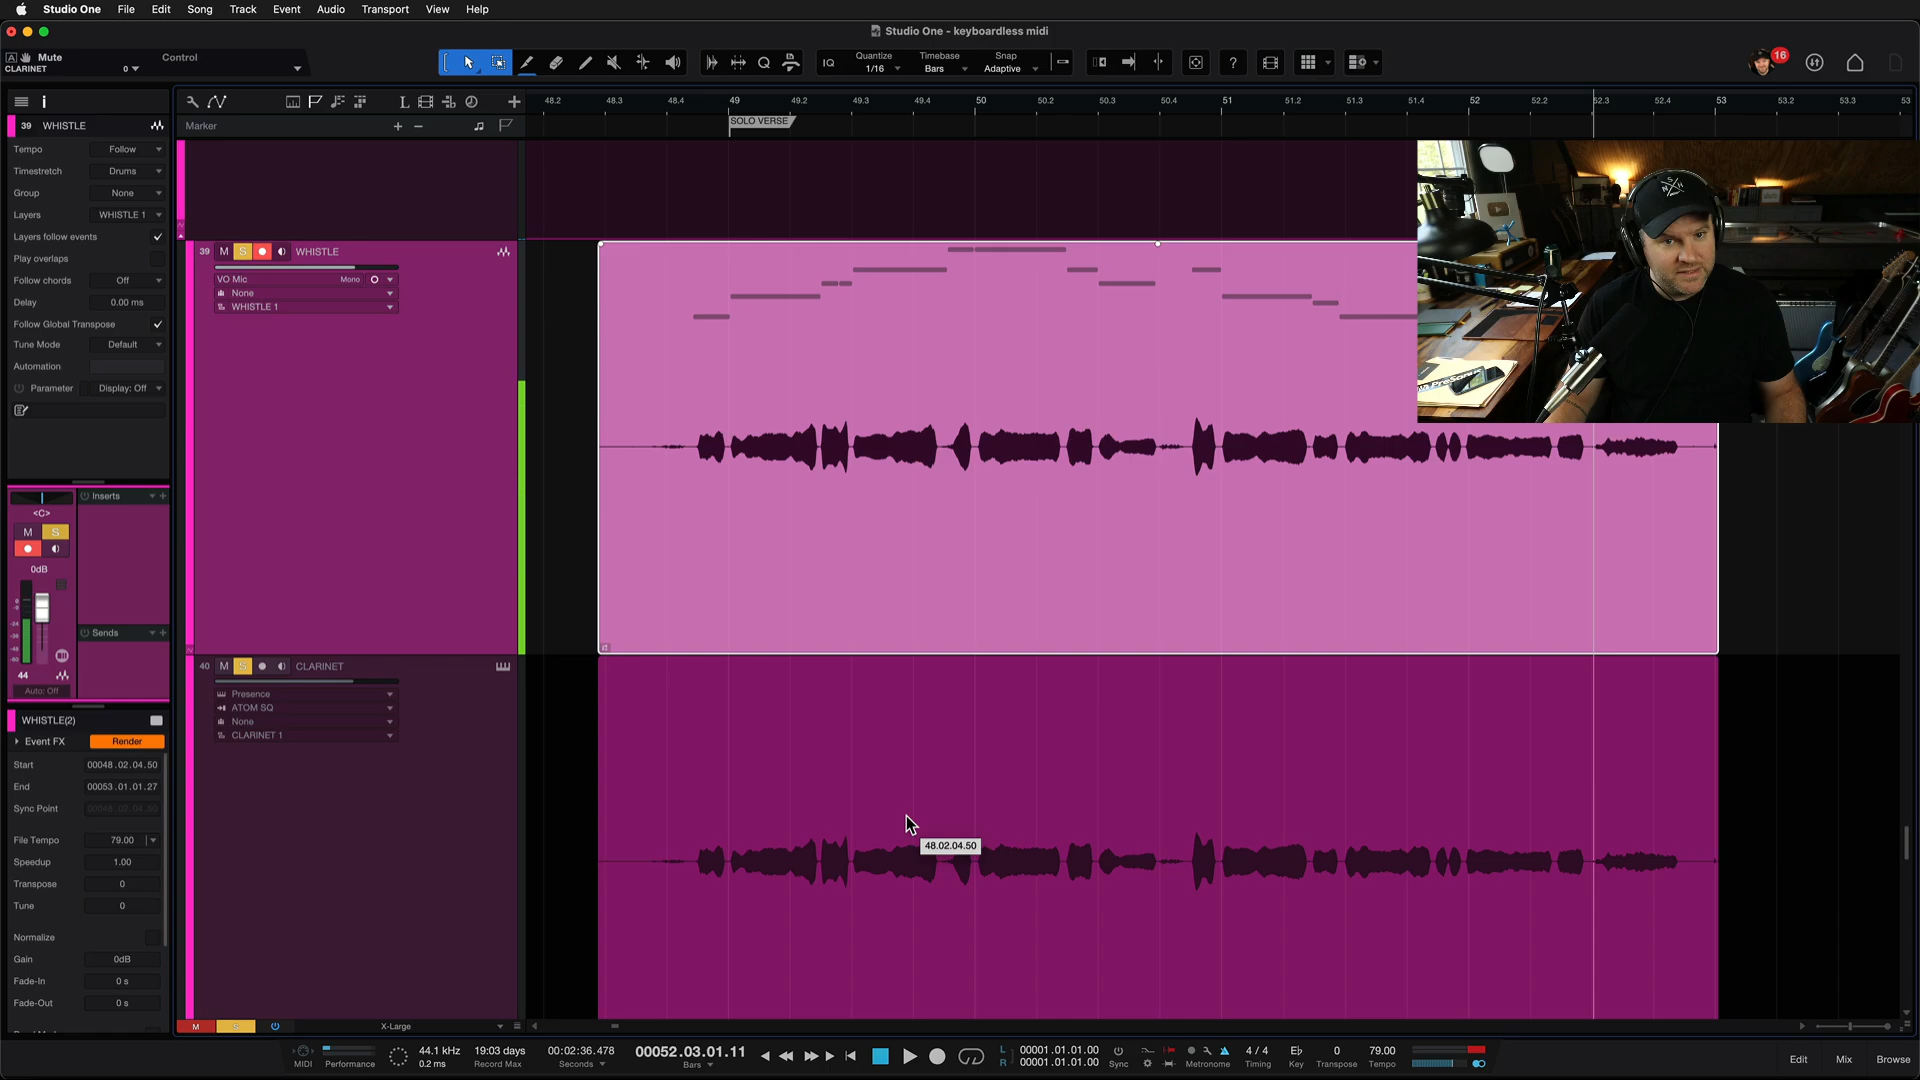 Studio One File Edit Song Track Event Audio Transport View Help
Studio One - keyboardless midi
Mute
CLARINET
0
Control
IQ
Quantize
1/16
Timebase
Bars
Snap
Adaptive
?
16
i
L
48.2 48.3 48.4 49 49.2 49.3 49.4 50 50.2 50.3 50.4 51 51.2 51.3 51.4 52 52.2 52.3 52.4 53 53.3 53
Marker
SOLO VERSE
39 WHISTLE
Tempo Follow
Timestretch Drums
Group None
Layers WHISTLE 1
Layers follow events
Play overlaps
Follow chords Off
Delay 0.00 ms
Follow Global Transpose
Tune Mode Default
Automation
Parameter Display: Off
39 M S WHISTLE
VO Mic Mono
None
WHISTLE 1
Inserts
<C>
M S
0dB
Sends
44
Auto: Off
40 M S CLARINET
Presence
ATOM SQ
None
CLARINET 1
WHISTLE(2)
Event FX Render
Start 00048.02.04.50
End 00053.01.01.27
Sync Point 00048.02.04.50
File Tempo 79.00
Speedup 1.00
Transpose 0
Tune 0
Normalize
Gain 0dB
Fade-In 0 s
Fade-Out 0 s
48.02.04.50
M S X-Large
MIDI
Performance
44.1 kHz
0.2 ms
19:03 days
Record Max
00:02:36.478
Seconds
00052.03.01.11
Bars
L 00001.01.01.00
R 00001.01.01.00
Sync
Metronome
4 / 4
Timing
E♭
Key
0
Transpose
79.00
Tempo
Edit Mix Browse